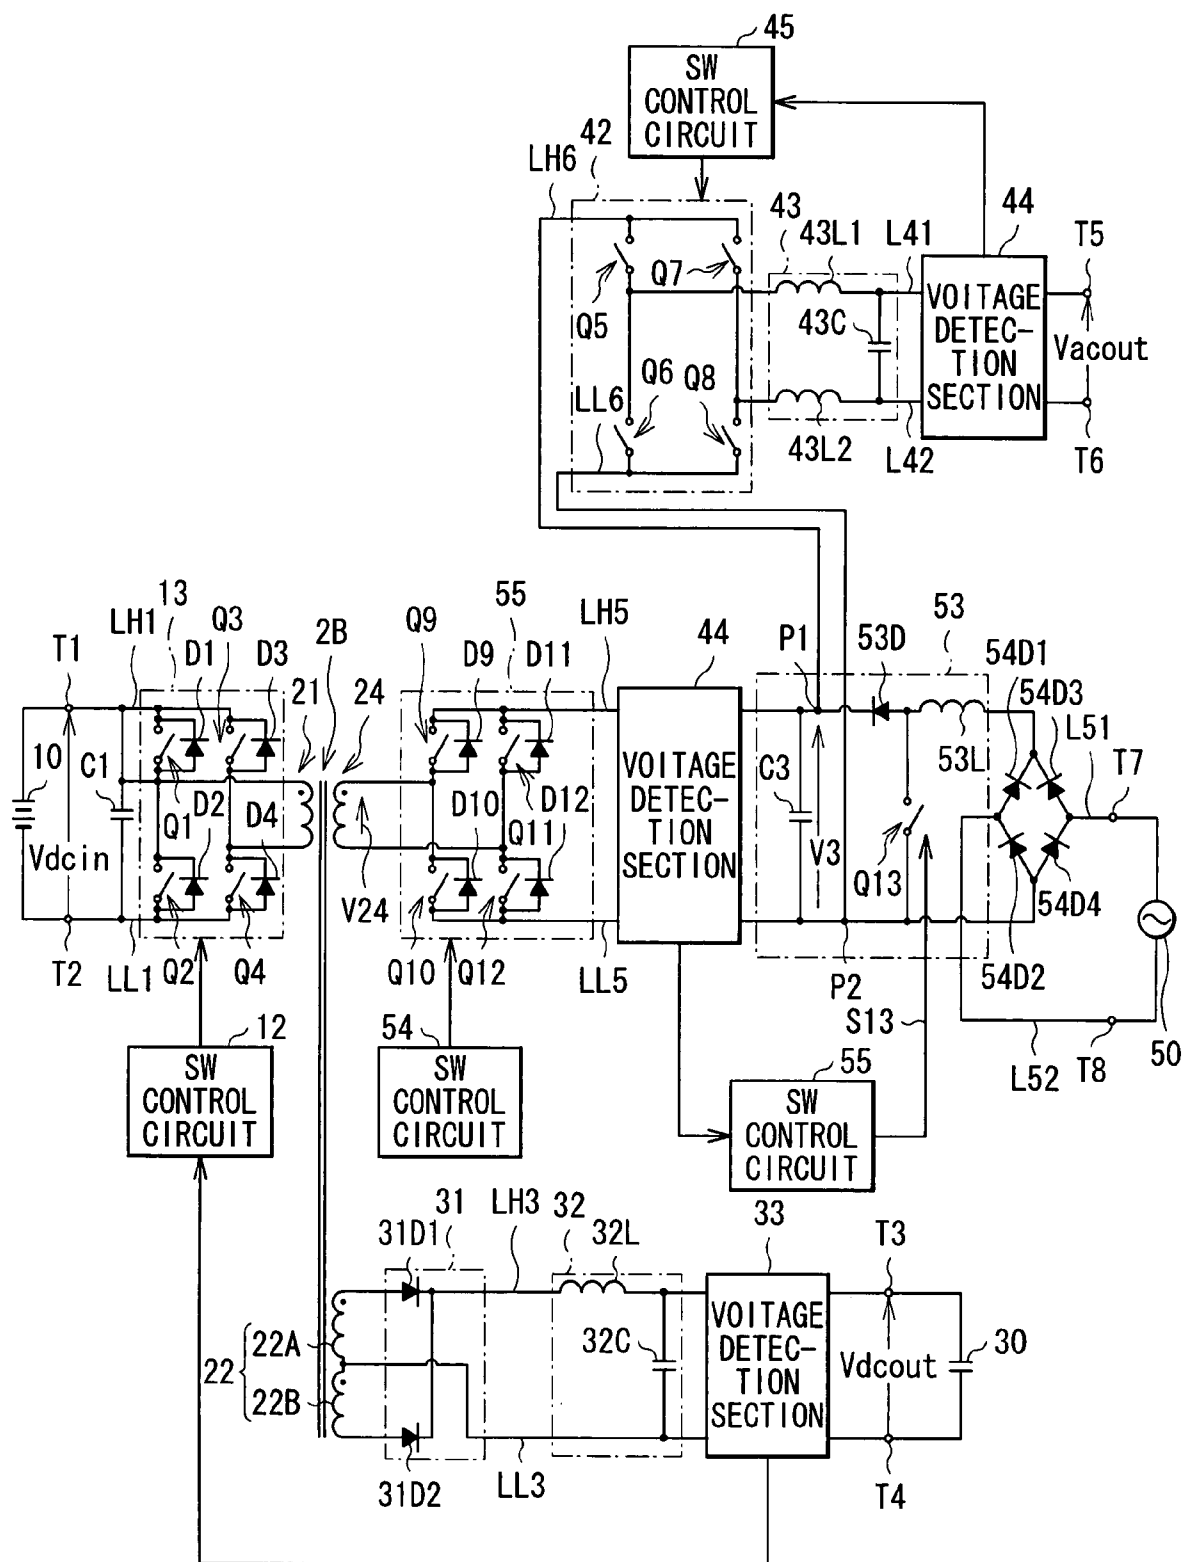 45
SW
CONTROL
CIRCUIT
42
LH6
43
43L1
L41
44
T5
Q7
Q5
43C
VOITAGE
DETEC-
TION
SECTION
Vacout
Q6
Q8
LL6
43L2
L42
T6
13
Q3
LH1
D1
D3
T1
2B
21
24
Q9
55
D9
D11
LH5
44
P1
53D
53
54D1
54D3
L51
T7
10
C1
Q1
D2
D4
Vdcin
D10
D12
Q11
VOITAGE
DETEC-
TION
SECTION
C3
V3
53L
Q13
54D4
54D2
V24
T2
LL1
Q2
Q4
Q10
Q12
LL5
P2
S13
L52
T8
50
12
SW
CONTROL
CIRCUIT
54
SW
CONTROL
CIRCUIT
55
SW
CONTROL
CIRCUIT
31D1
31
LH3
32
32L
33
T3
22
22A
22B
32C
VOITAGE
DETEC-
TION
SECTION
Vdcout
30
31D2
LL3
T4